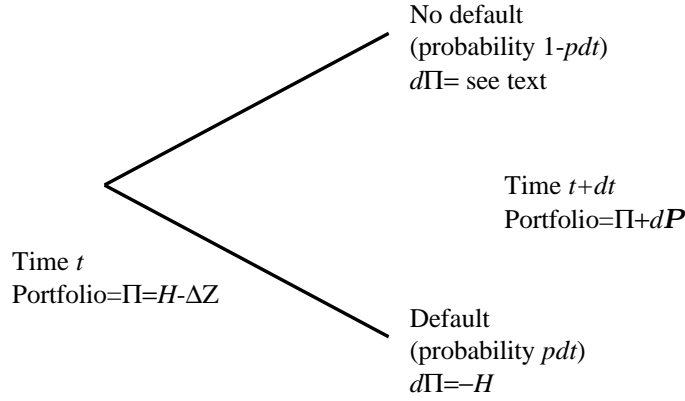 No default
(probability 1-pdt)
dΠ= see text
Time t+dt
Portfolio=Π+dP
Time t
Portfolio=Π=H-ΔZ
Default
(probability pdt)
dΠ=−H